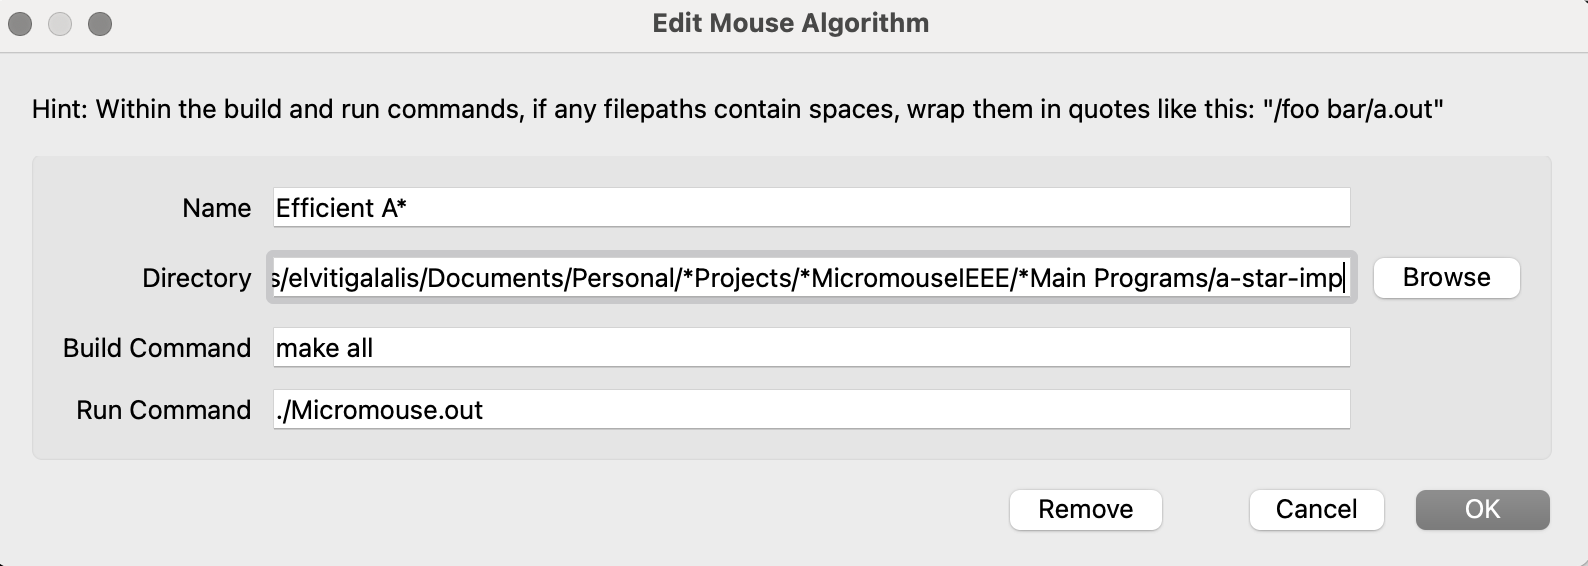 Edit Mouse Algorithm
Hint: Within the build and run commands, if any filepaths contain spaces, wrap them in quotes like this: "/foo bar/a.out"
Name Efficient A*
Directory s/elvitigalalis/Documents/Personal/*Projects/*MicromouseIEEE/*Main Programs/a-star-imp Browse
Build Command make all
Run Command ./Micromouse.out
Remove Cancel OK